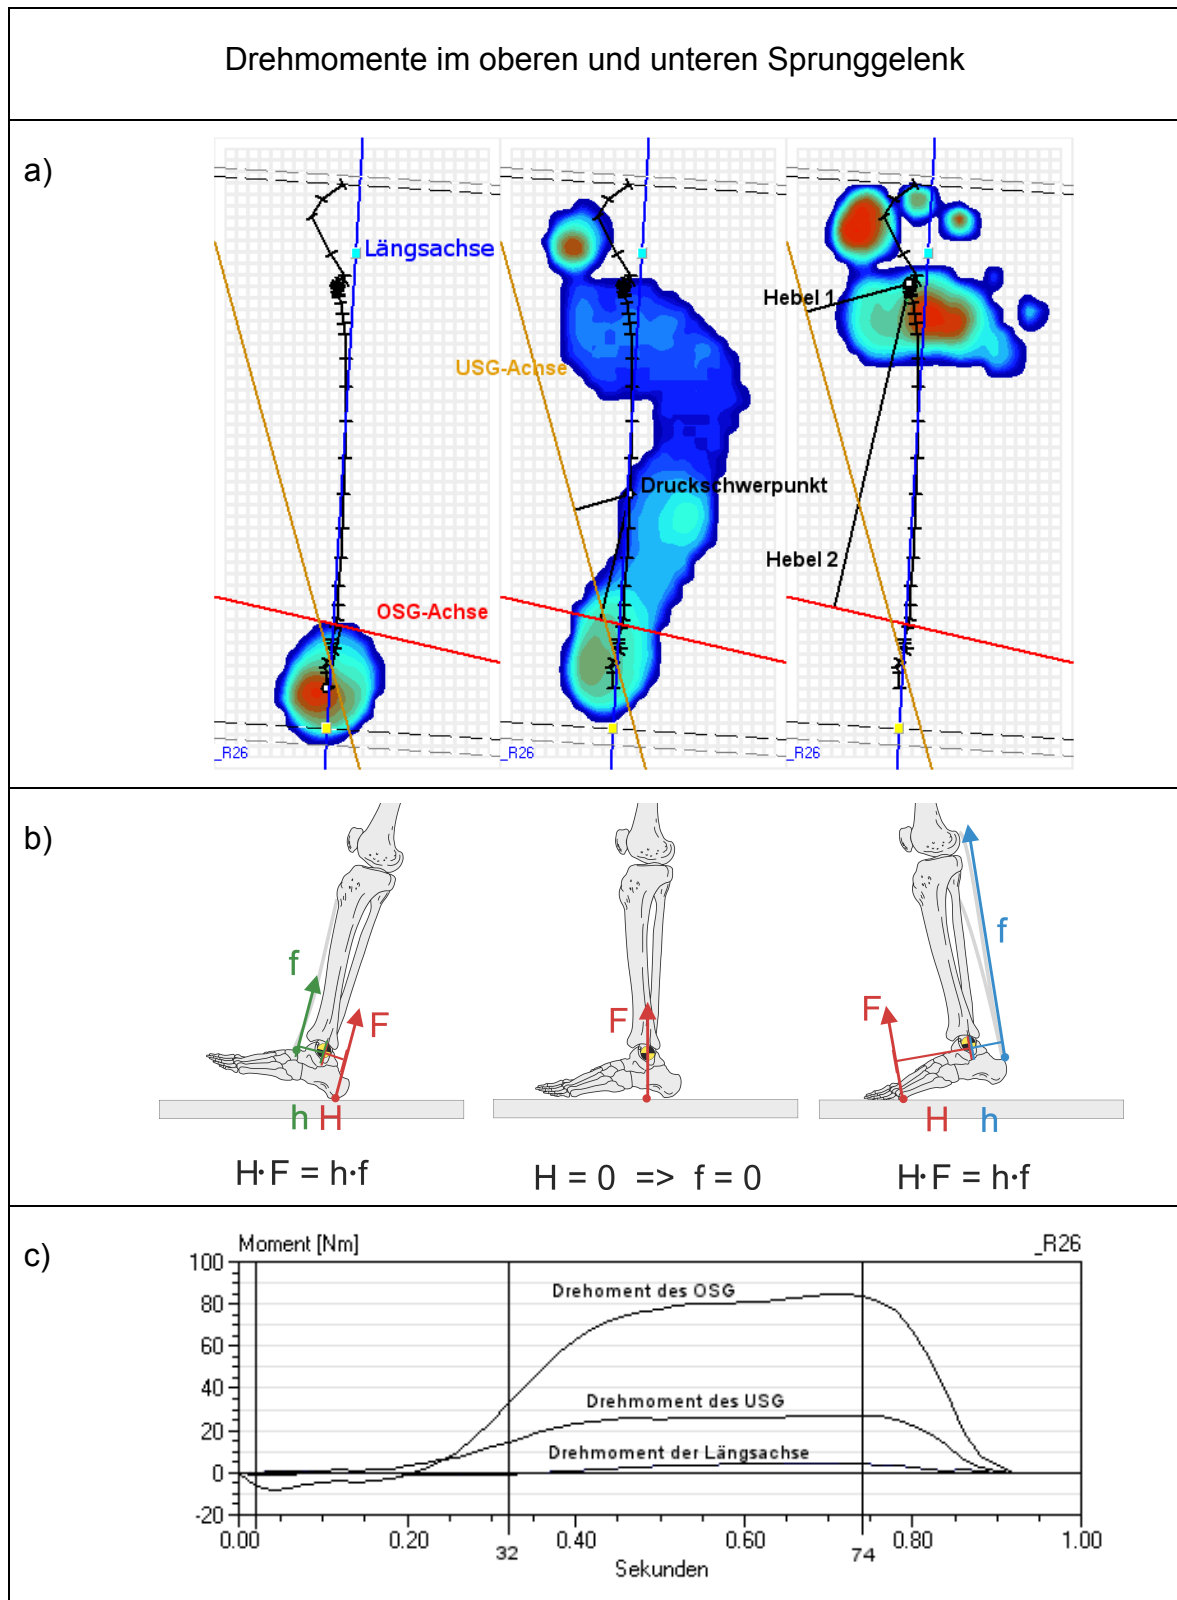 Drehmomente im oberen und unteren Sprunggelenk
a)
Längsachse
USG-Achse
OSG-Achse
_R26
Druckschwerpunkt
_R26
Hebel 1
Hebel 2
_R26
b)
f
F
h H
H·F = h·f
F
H = 0 => f = 0
f
F
H h
H·F = h·f
c)
Moment [Nm]
_R26
100
80
60
40
20
0
-20
Drehoment des OSG
Drehmoment des USG
Drehmoment der Längsachse
0.00 0.20 32 0.40 0.60 74 0.80 1.00
Sekunden